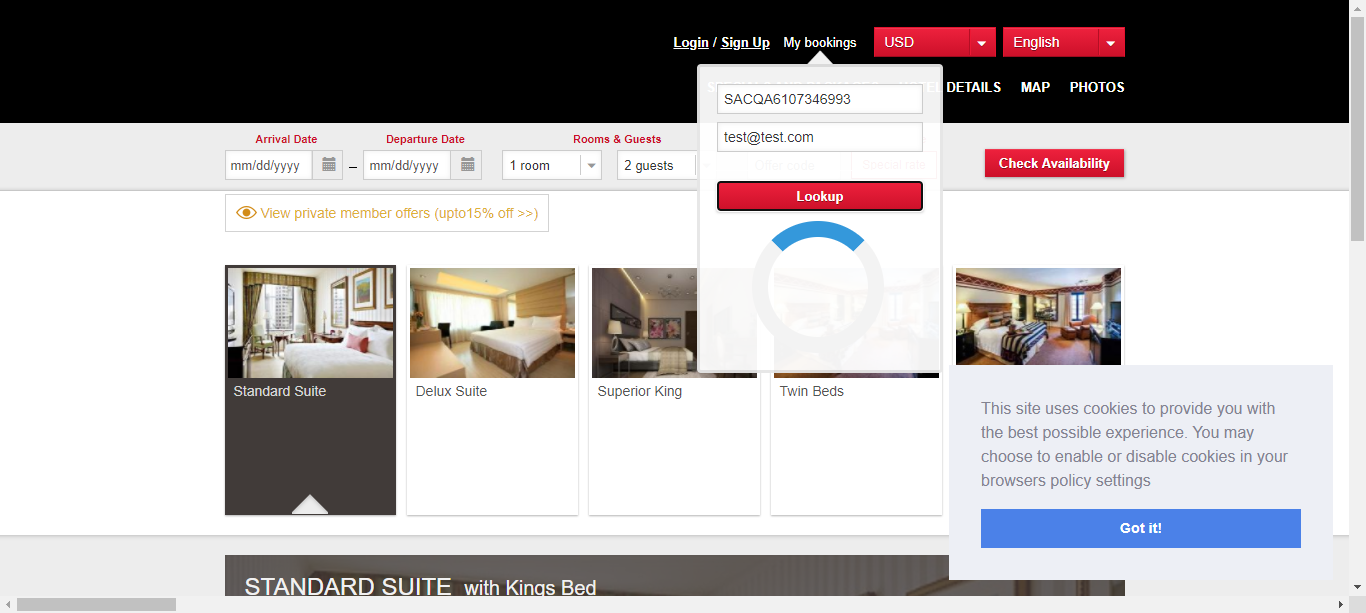 Login / Sign Up My bookings USD English
HOTEL DETAILS MAP PHOTOS
SACQA6107346993
test@test.com
Arrival Date Departure Date Rooms & Guests
mm/dd/yyyy – mm/dd/yyyy 1 room 2 guests Offer code Special rate Check Availability
Lookup
View private member offers (upto15% off >>)
Standard Suite Delux Suite Superior King Twin Beds
This site uses cookies to provide you with
the best possible experience. You may
choose to enable or disable cookies in your
browsers policy settings
Got it!
STANDARD SUITE with Kings Bed